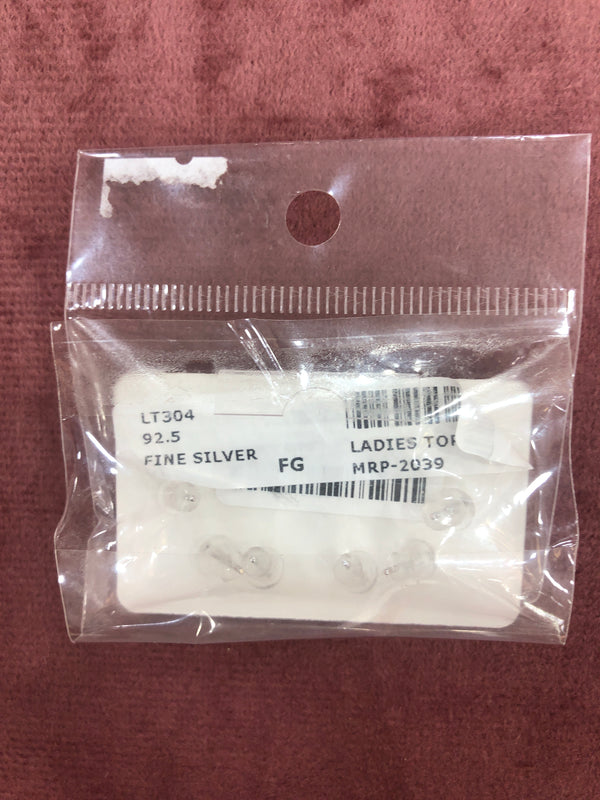 LT304
92.5
FINE SILVER
FG
LADIES TOP
MRP-2039